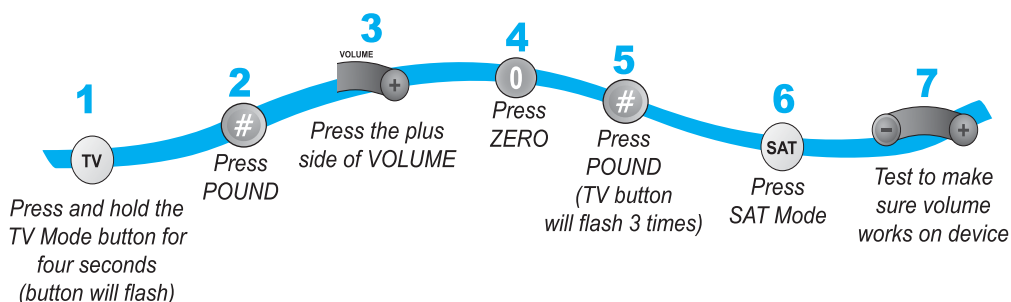 1
TV
Press and hold the
TV Mode button for
four seconds
(button will flash)
2
#
Press
POUND
3
VOLUME
+
Press the plus
side of VOLUME
4
0
Press
ZERO
5
#
Press
POUND
(TV button
will flash 3 times)
6
SAT
Press
SAT Mode
7
− +
Test to make
sure volume
works on device